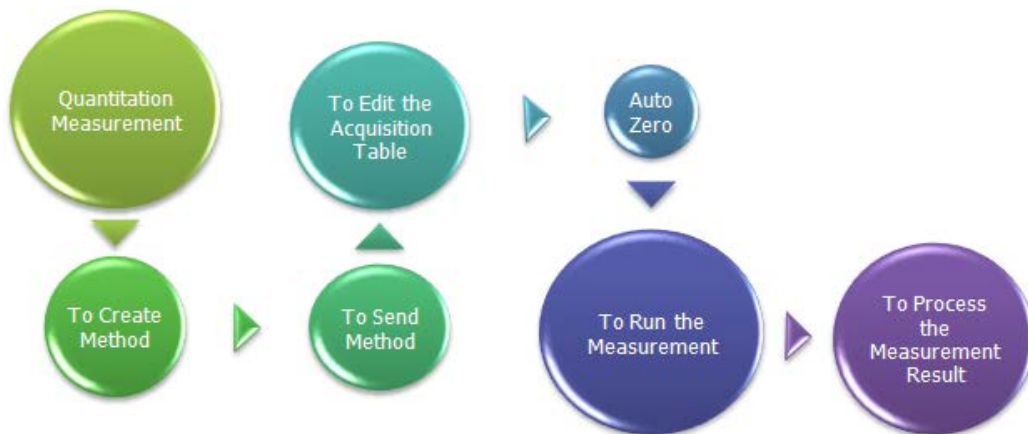 Quantitation
Measurement
To Create
Method
To Send
Method
To Edit the
Acquisition
Table
Auto
Zero
To Run the
Measurement
To Process
the
Measurement
Result